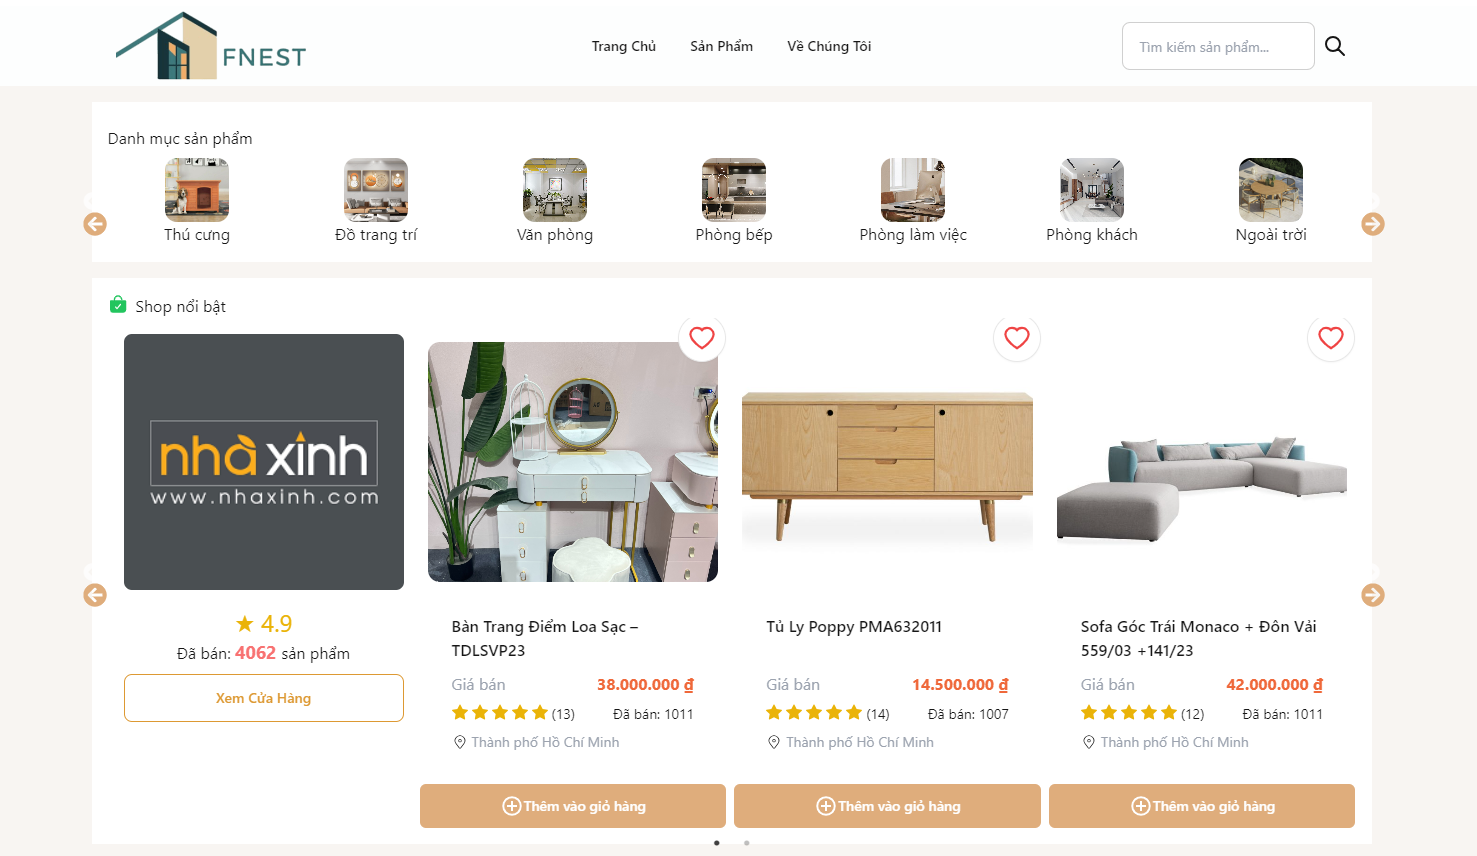 FNEST
Trang Chủ
Sản Phẩm
Về Chúng Tôi
Tìm kiếm sản phẩm...
Danh mục sản phẩm
Thú cưng
Đồ trang trí
Văn phòng
Phòng bếp
Phòng làm việc
Phòng khách
Ngoài trời
Shop nổi bật
nhà xinh
www.nhaxinh.com
4.9
Đã bán: 4062 sản phẩm
Xem Cửa Hàng
Bàn Trang Điểm Loa Sạc –
TDLSVP23
Giá bán 38.000.000 ₫
(13) Đã bán: 1011
Thành phố Hồ Chí Minh
Thêm vào giỏ hàng
Tủ Ly Poppy PMA632011
Giá bán 14.500.000 ₫
(14) Đã bán: 1007
Thành phố Hồ Chí Minh
Thêm vào giỏ hàng
Sofa Góc Trái Monaco + Đôn Vải
559/03 +141/23
Giá bán 42.000.000 ₫
(12) Đã bán: 1011
Thành phố Hồ Chí Minh
Thêm vào giỏ hàng